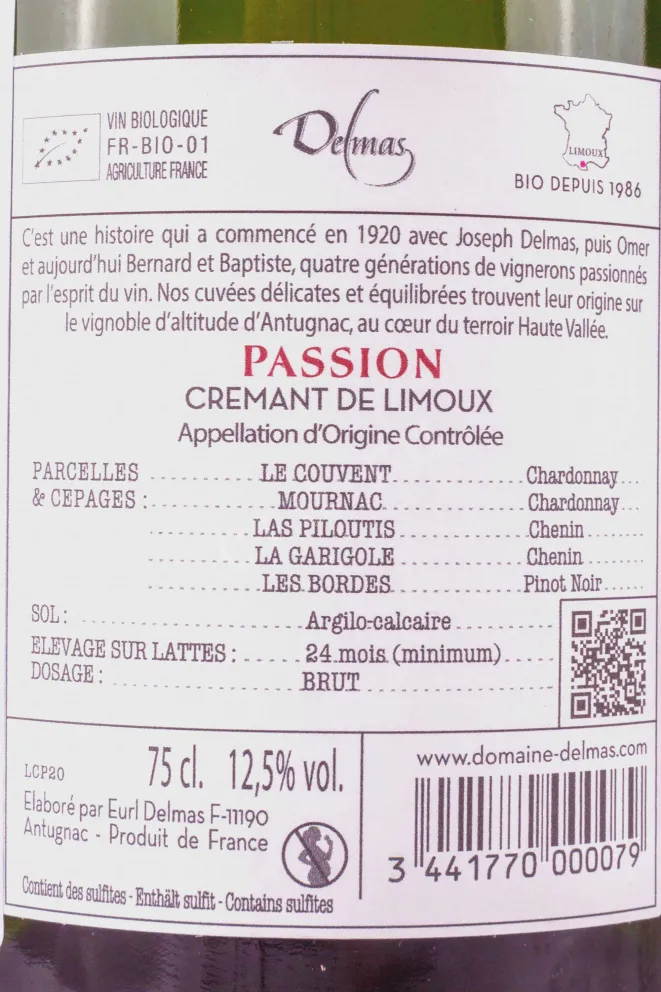 VIN BIOLOGIQUE
FR-BIO-01
AGRICULTURE FRANCE
Delmas
LIMOUX
BIO DEPUIS 1986
C'est une histoire qui a commencé en 1920 avec Joseph Delmas, puis Omer
et aujourd'hui Bernard et Baptiste, quatre générations de vignerons passionnés
par l'esprit du vin. Nos cuvées délicates et équilibrées trouvent leur origine sur
le vignoble d'altitude d'Antugnac, au cœur du terroir Haute Vallée.
PASSION
CREMANT DE LIMOUX
Appellation d'Origine Contrôlée
PARCELLES ......... LE COUVENT ............... Chardonnay...
& CEPAGES :......... MOURNAC ............... Chardonnay...
......... LAS PILOUTIS ............... Chenin.......
......... LA GARIGOLE ............... Chenin.......
......... LES BORDES ............... Pinot Noir.....
SOL : ......................... Argilo-calcaire ............
ELEVAGE SUR LATTES : ...... 24 mois (minimum) .....
DOSAGE : ..................... BRUT .....................
LCP20
75 cl. 12,5% vol.
Elaboré par Eurl Delmas F-11190
Antugnac - Produit de France
Contient des sulfites - Enthält sulfit - Contains sulfites
www.domaine-delmas.com
3 441770 000079